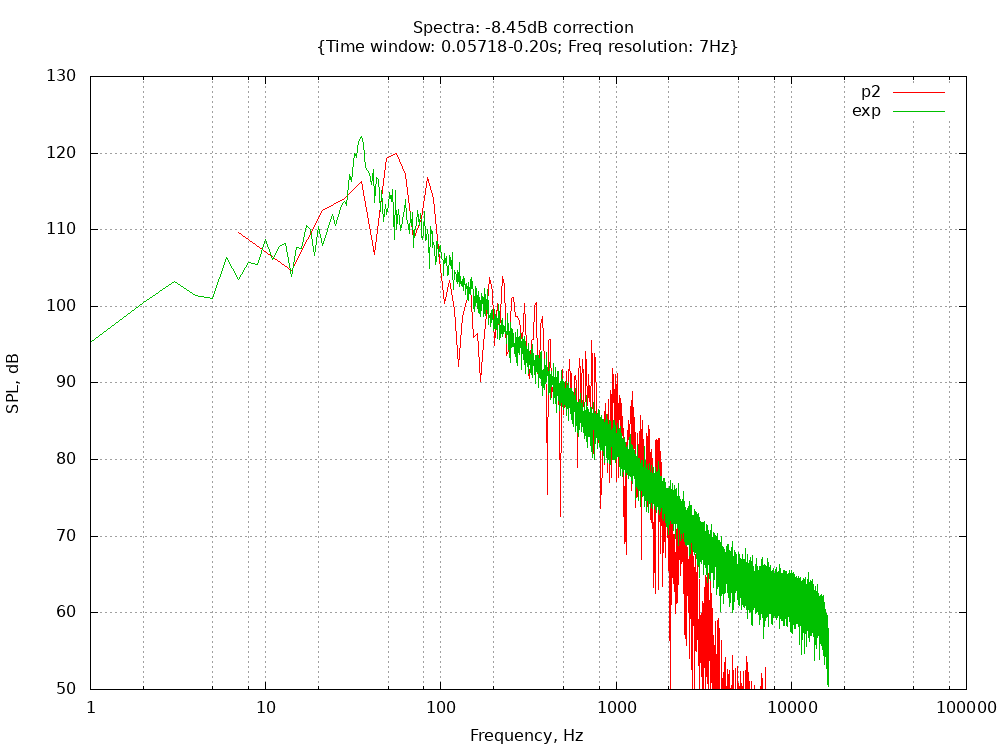 Spectra: -8.45dB correction
{Time window: 0.05718-0.20s; Freq resolution: 7Hz}
130
120
110
100
90
80
70
60
50
SPL, dB
p2
exp
1
10
100
1000
10000
100000
Frequency, Hz